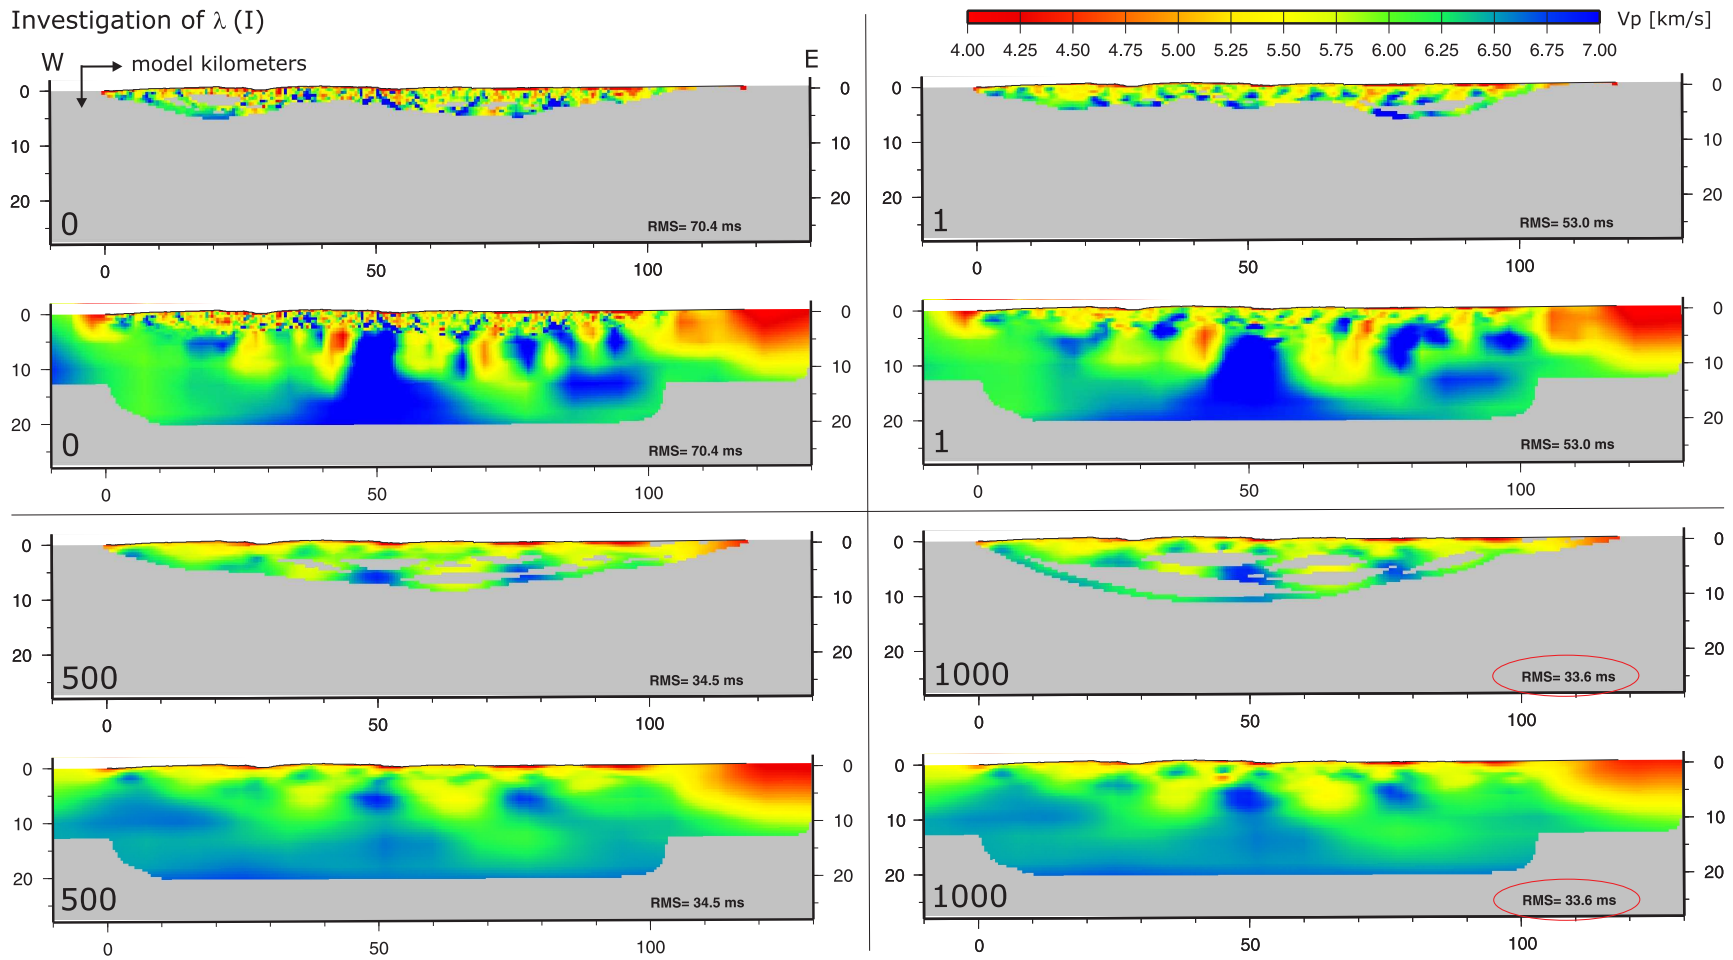 Investigation of λ (I)
Vp [km/s]
4.00 4.25 4.50 4.75 5.00 5.25 5.50 5.75 6.00 6.25 6.50 6.75 7.00
W model kilometers E
0 0 0 0
10 10 10 10
20 20 20 20
0 RMS= 70.4 ms 1 RMS= 53.0 ms
0 50 100 0 50 100
0 0 0 0
10 10 10 10
20 20 20 20
0 RMS= 70.4 ms 1 RMS= 53.0 ms
0 50 100 0 50 100
0 0 0 0
10 10 10 10
20 20 20 20
500 RMS= 34.5 ms 1000 RMS= 33.6 ms
0 50 100 0 50 100
0 0 0 0
10 10 10 10
20 20 20 20
500 RMS= 34.5 ms 1000 RMS= 33.6 ms
0 50 100 0 50 100